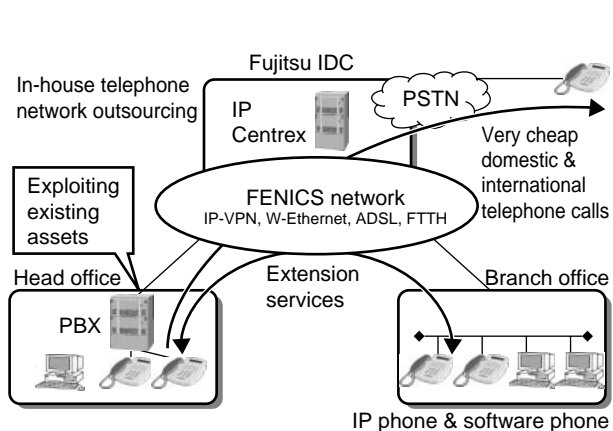 Fujitsu IDC
In-house telephone
network outsourcing
IP
Centrex
PSTN
Very cheap
domestic &
international
telephone calls
Exploiting
existing
assets
FENICS network
IP-VPN, W-Ethernet, ADSL, FTTH
Head office
Extension
services
Branch office
PBX
IP phone & software phone